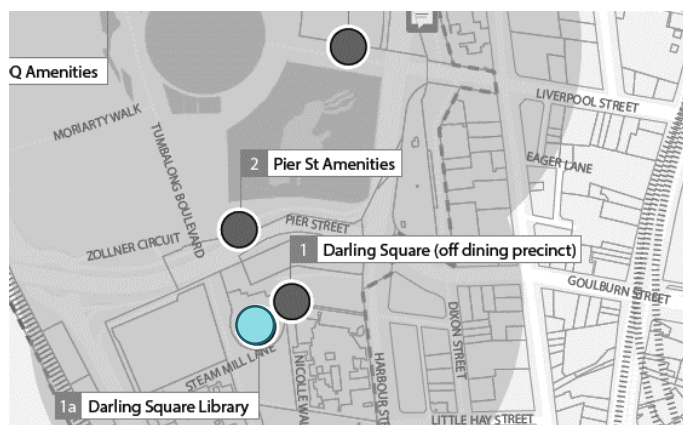 Q Amenities
LIVERPOOL STREET
MORIARTY WALK
TUMBALONG BOULEVARD
EAGER LANE
2 Pier St Amenities
PIER STREET
ZOLLNER CIRCUIT
1 Darling Square (off dining precinct)
GOULBURN STREET
DIXON STREET
STEAM MILL LANE
NICOLLE WAL
HARBOUR S
1a Darling Square Library
LITTLE HAY STREET